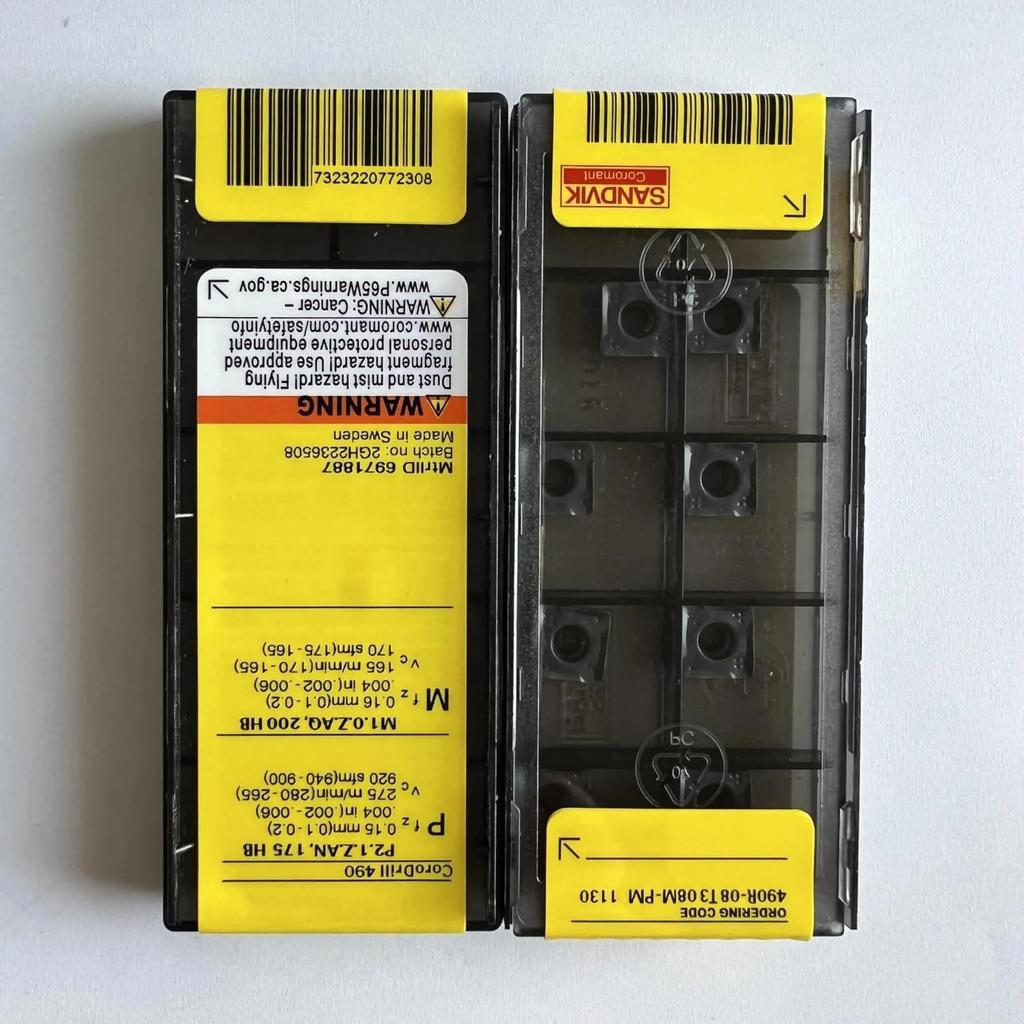 ORDERING CODE
490R-08T308M-PM 1130
07
PC
07
PC
SANDVIK
Coromant
CoroDrill 490
P2.1.Z.AN, 175 HB
P fz 0.15 mm(0.1 - 0.2)
.004 in(.002 - .006)
vc 275 m/min(280 - 265)
920 sfm(940 - 900)
M1.0.Z.AQ, 200 HB
M fz 0.16 mm(0.1 - 0.2)
.004 in(.002 - .006)
vc 165 m/min(170 - 165)
170 sfm(175 - 165)
MtrlID 6971887
Batch no: 2GH2236508
Made in Sweden
WARNING
Dust and mist hazard! Flying
fragment hazard! Use approved
personal protective equipment
www.coromant.com/safetyinfo
WARNING: Cancer –
www.P65Warnings.ca.gov
7323220772308